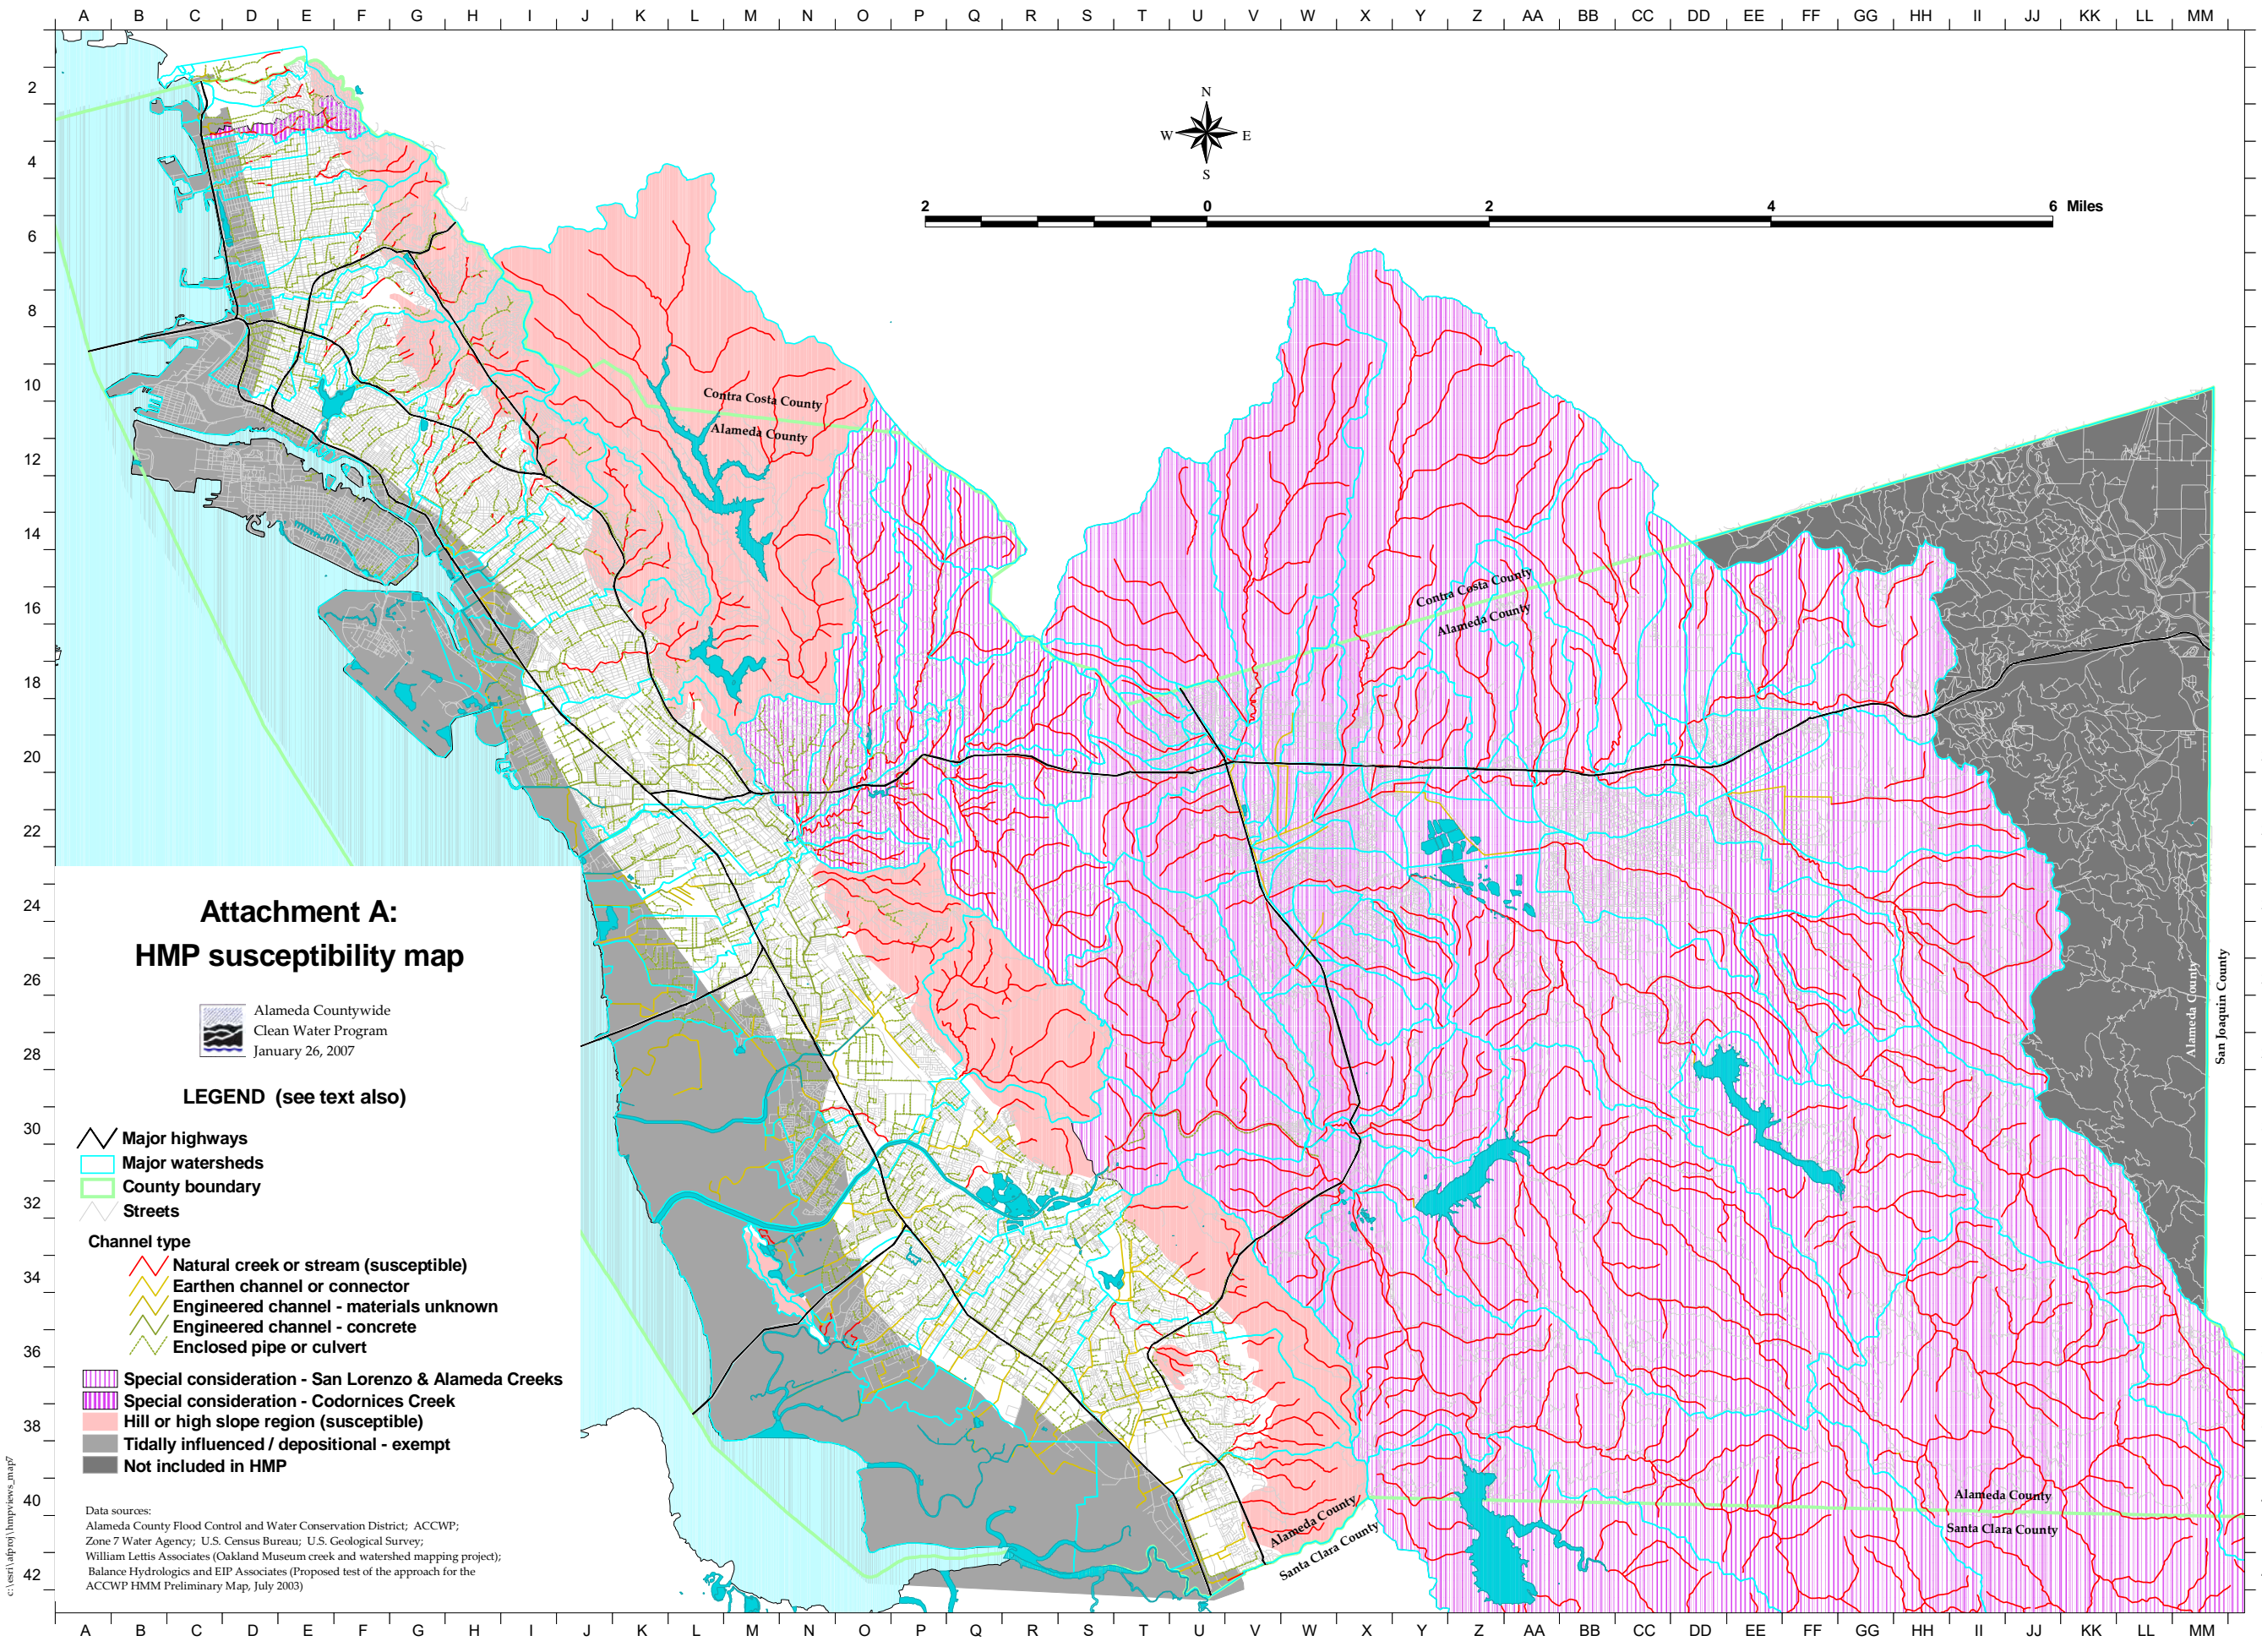 A B C D E F G H I J K L M N O P Q R S T U V W X Y Z AA BB CC DD EE FF GG HH II JJ KK LL MM
2
4
6
8
10
12
14
16
18
20
22
24
26
28
30
32
34
36
38
40
42
N
W E
S
2 0 2 4 6 Miles
Contra Costa County
Alameda County
Contra Costa County
Alameda County
Alameda County
San Joaquin County
Alameda County
Santa Clara County
Alameda County
Santa Clara County
Attachment A:
HMP susceptibility map
Alameda Countywide
Clean Water Program
January 26, 2007
LEGEND (see text also)
Major highways
Major watersheds
County boundary
Streets
Channel type
Natural creek or stream (susceptible)
Earthen channel or connector
Engineered channel - materials unknown
Engineered channel - concrete
Enclosed pipe or culvert
Special consideration - San Lorenzo & Alameda Creeks
Special consideration - Codornices Creek
Hill or high slope region (susceptible)
Tidally influenced / depositional - exempt
Not included in HMP
Data sources:
Alameda County Flood Control and Water Conservation District; ACCWP;
Zone 7 Water Agency; U.S. Census Bureau; U.S. Geological Survey;
William Lettis Associates (Oakland Museum creek and watershed mapping project);
Balance Hydrologics and EIP Associates (Proposed test of the approach for the
ACCWP HMM Preliminary Map, July 2003)
c:\esri\afproj\hmpviews_map7
A B C D E F G H I J K L M N O P Q R S T U V W X Y Z AA BB CC DD EE FF GG HH II JJ KK LL MM